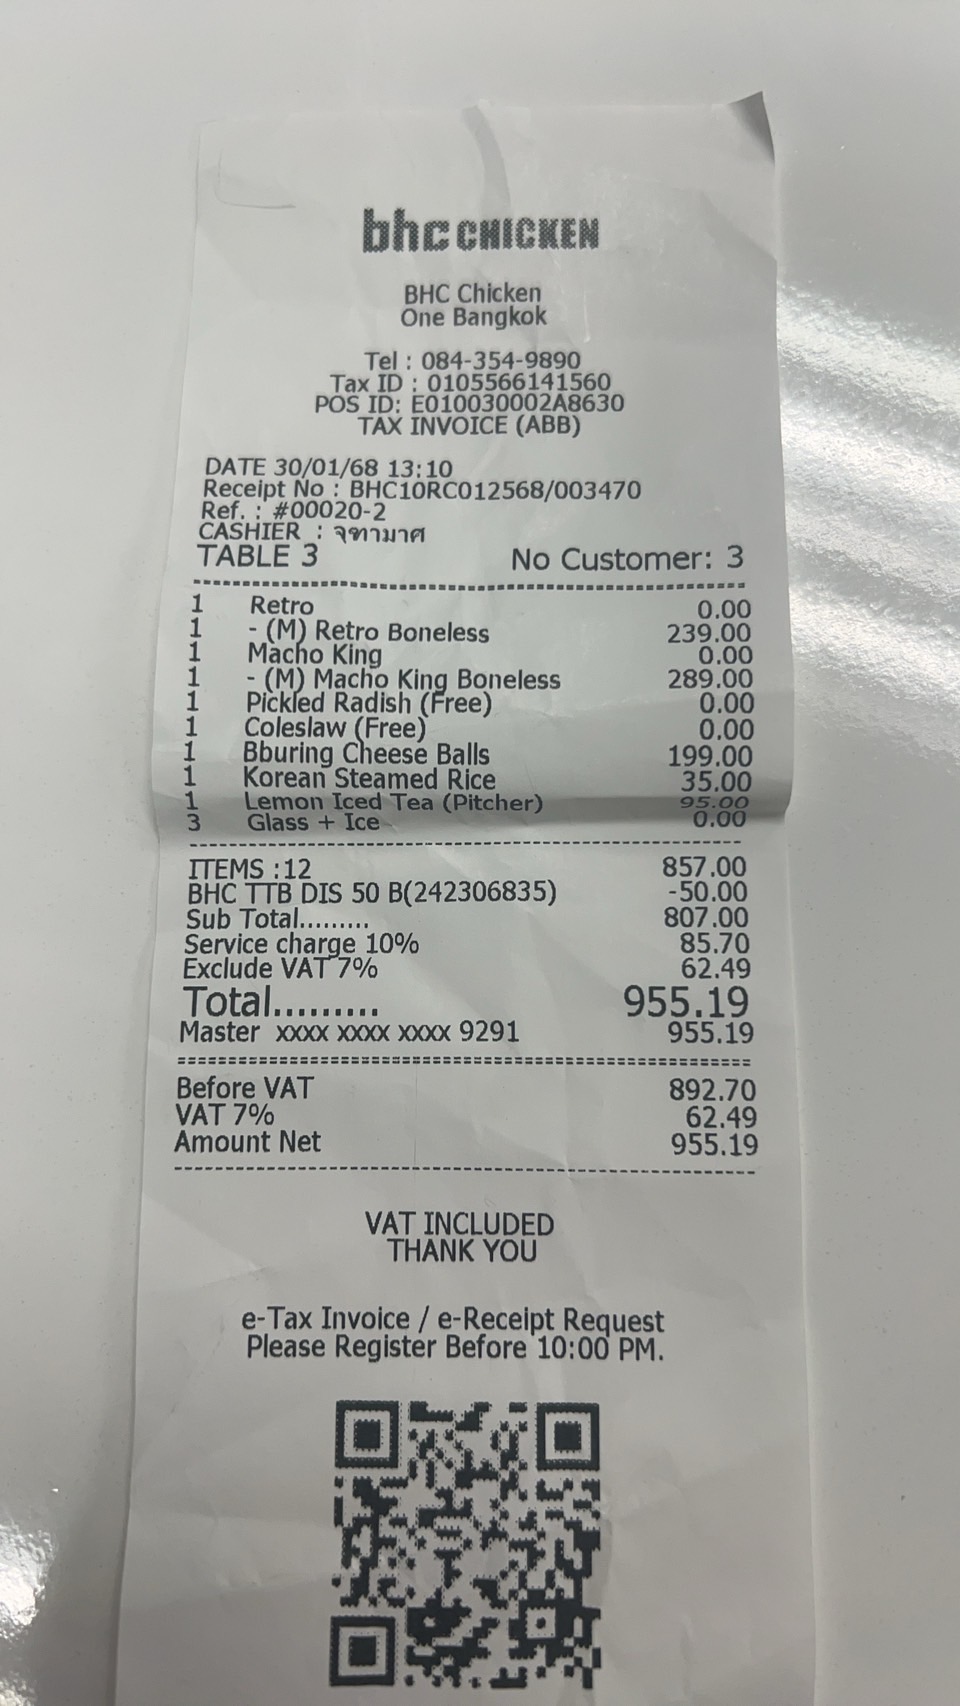 bhc CHICKEN
BHC Chicken
One Bangkok
Tel : 084-354-9890
Tax ID : 0105566141560
POS ID: E010030002A8630
TAX INVOICE (ABB)
DATE 30/01/68 13:10
Receipt No : BHC10RC012568/003470
Ref. : #00020-2
CASHIER : จุฑามาศ
TABLE 3 No Customer: 3
1 Retro 0.00
1 - (M) Retro Boneless 239.00
1 Macho King 0.00
1 - (M) Macho King Boneless 289.00
1 Pickled Radish (Free) 0.00
1 Coleslaw (Free) 0.00
1 Bburing Cheese Balls 199.00
1 Korean Steamed Rice 35.00
1 Lemon Iced Tea (Pitcher) 95.00
3 Glass + Ice 0.00
ITEMS :12 857.00
BHC TTB DIS 50 B(242306835) -50.00
Sub Total......... 807.00
Service charge 10% 85.70
Exclude VAT 7% 62.49
Total......... 955.19
Master xxxx xxxx xxxx 9291 955.19
Before VAT 892.70
VAT 7% 62.49
Amount Net 955.19
VAT INCLUDED
THANK YOU
e-Tax Invoice / e-Receipt Request
Please Register Before 10:00 PM.